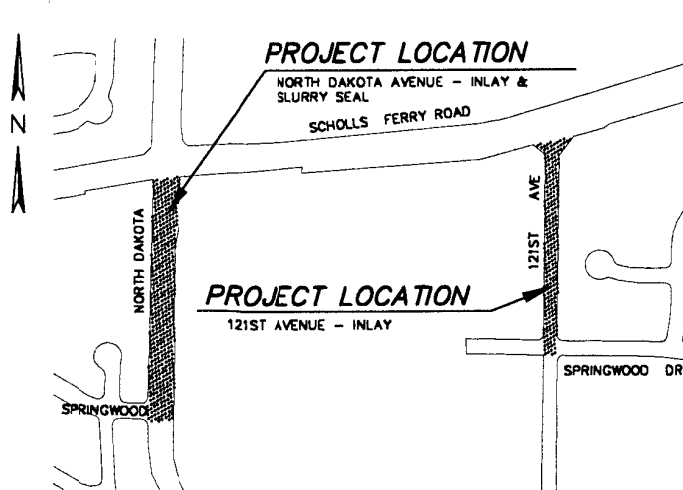 PROJECT LOCATION
NORTH DAKOTA AVENUE - INLAY &
SLURRY SEAL
SCHOLLS FERRY ROAD
N
NORTH DAKOTA
121ST AVE
PROJECT LOCATION
121ST AVENUE - INLAY
SPRINGWOOD DR
SPRINGWOOD